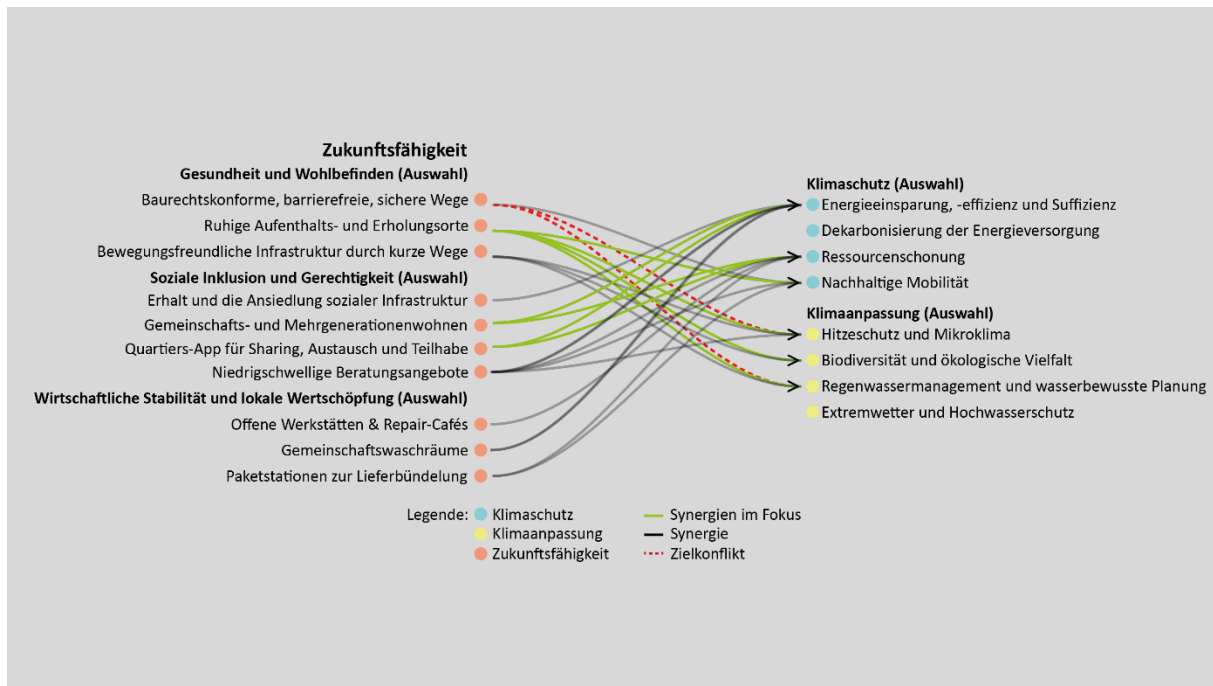 Zukunftsfähigkeit
Gesundheit und Wohlbefinden (Auswahl)
Baurechtskonforme, barrierefreie, sichere Wege
Ruhige Aufenthalts- und Erholungsorte
Bewegungsfreundliche Infrastruktur durch kurze Wege
Soziale Inklusion und Gerechtigkeit (Auswahl)
Erhalt und die Ansiedlung sozialer Infrastruktur
Gemeinschafts- und Mehrgenerationenwohnen
Quartiers-App für Sharing, Austausch und Teilhabe
Niedrigschwellige Beratungsangebote
Wirtschaftliche Stabilität und lokale Wertschöpfung (Auswahl)
Offene Werkstätten & Repair-Cafés
Gemeinschaftswaschräume
Paketstationen zur Lieferbündelung
Klimaschutz (Auswahl)
Energieeinsparung, -effizienz und Suffizienz
Dekarbonisierung der Energieversorgung
Ressourcenschonung
Nachhaltige Mobilität
Klimaanpassung (Auswahl)
Hitzeschutz und Mikroklima
Biodiversität und ökologische Vielfalt
Regenwassermanagement und wasserbewusste Planung
Extremwetter und Hochwasserschutz
Legende:
Klimaschutz
Klimaanpassung
Zukunftsfähigkeit
Synergien im Fokus
Synergie
Zielkonflikt